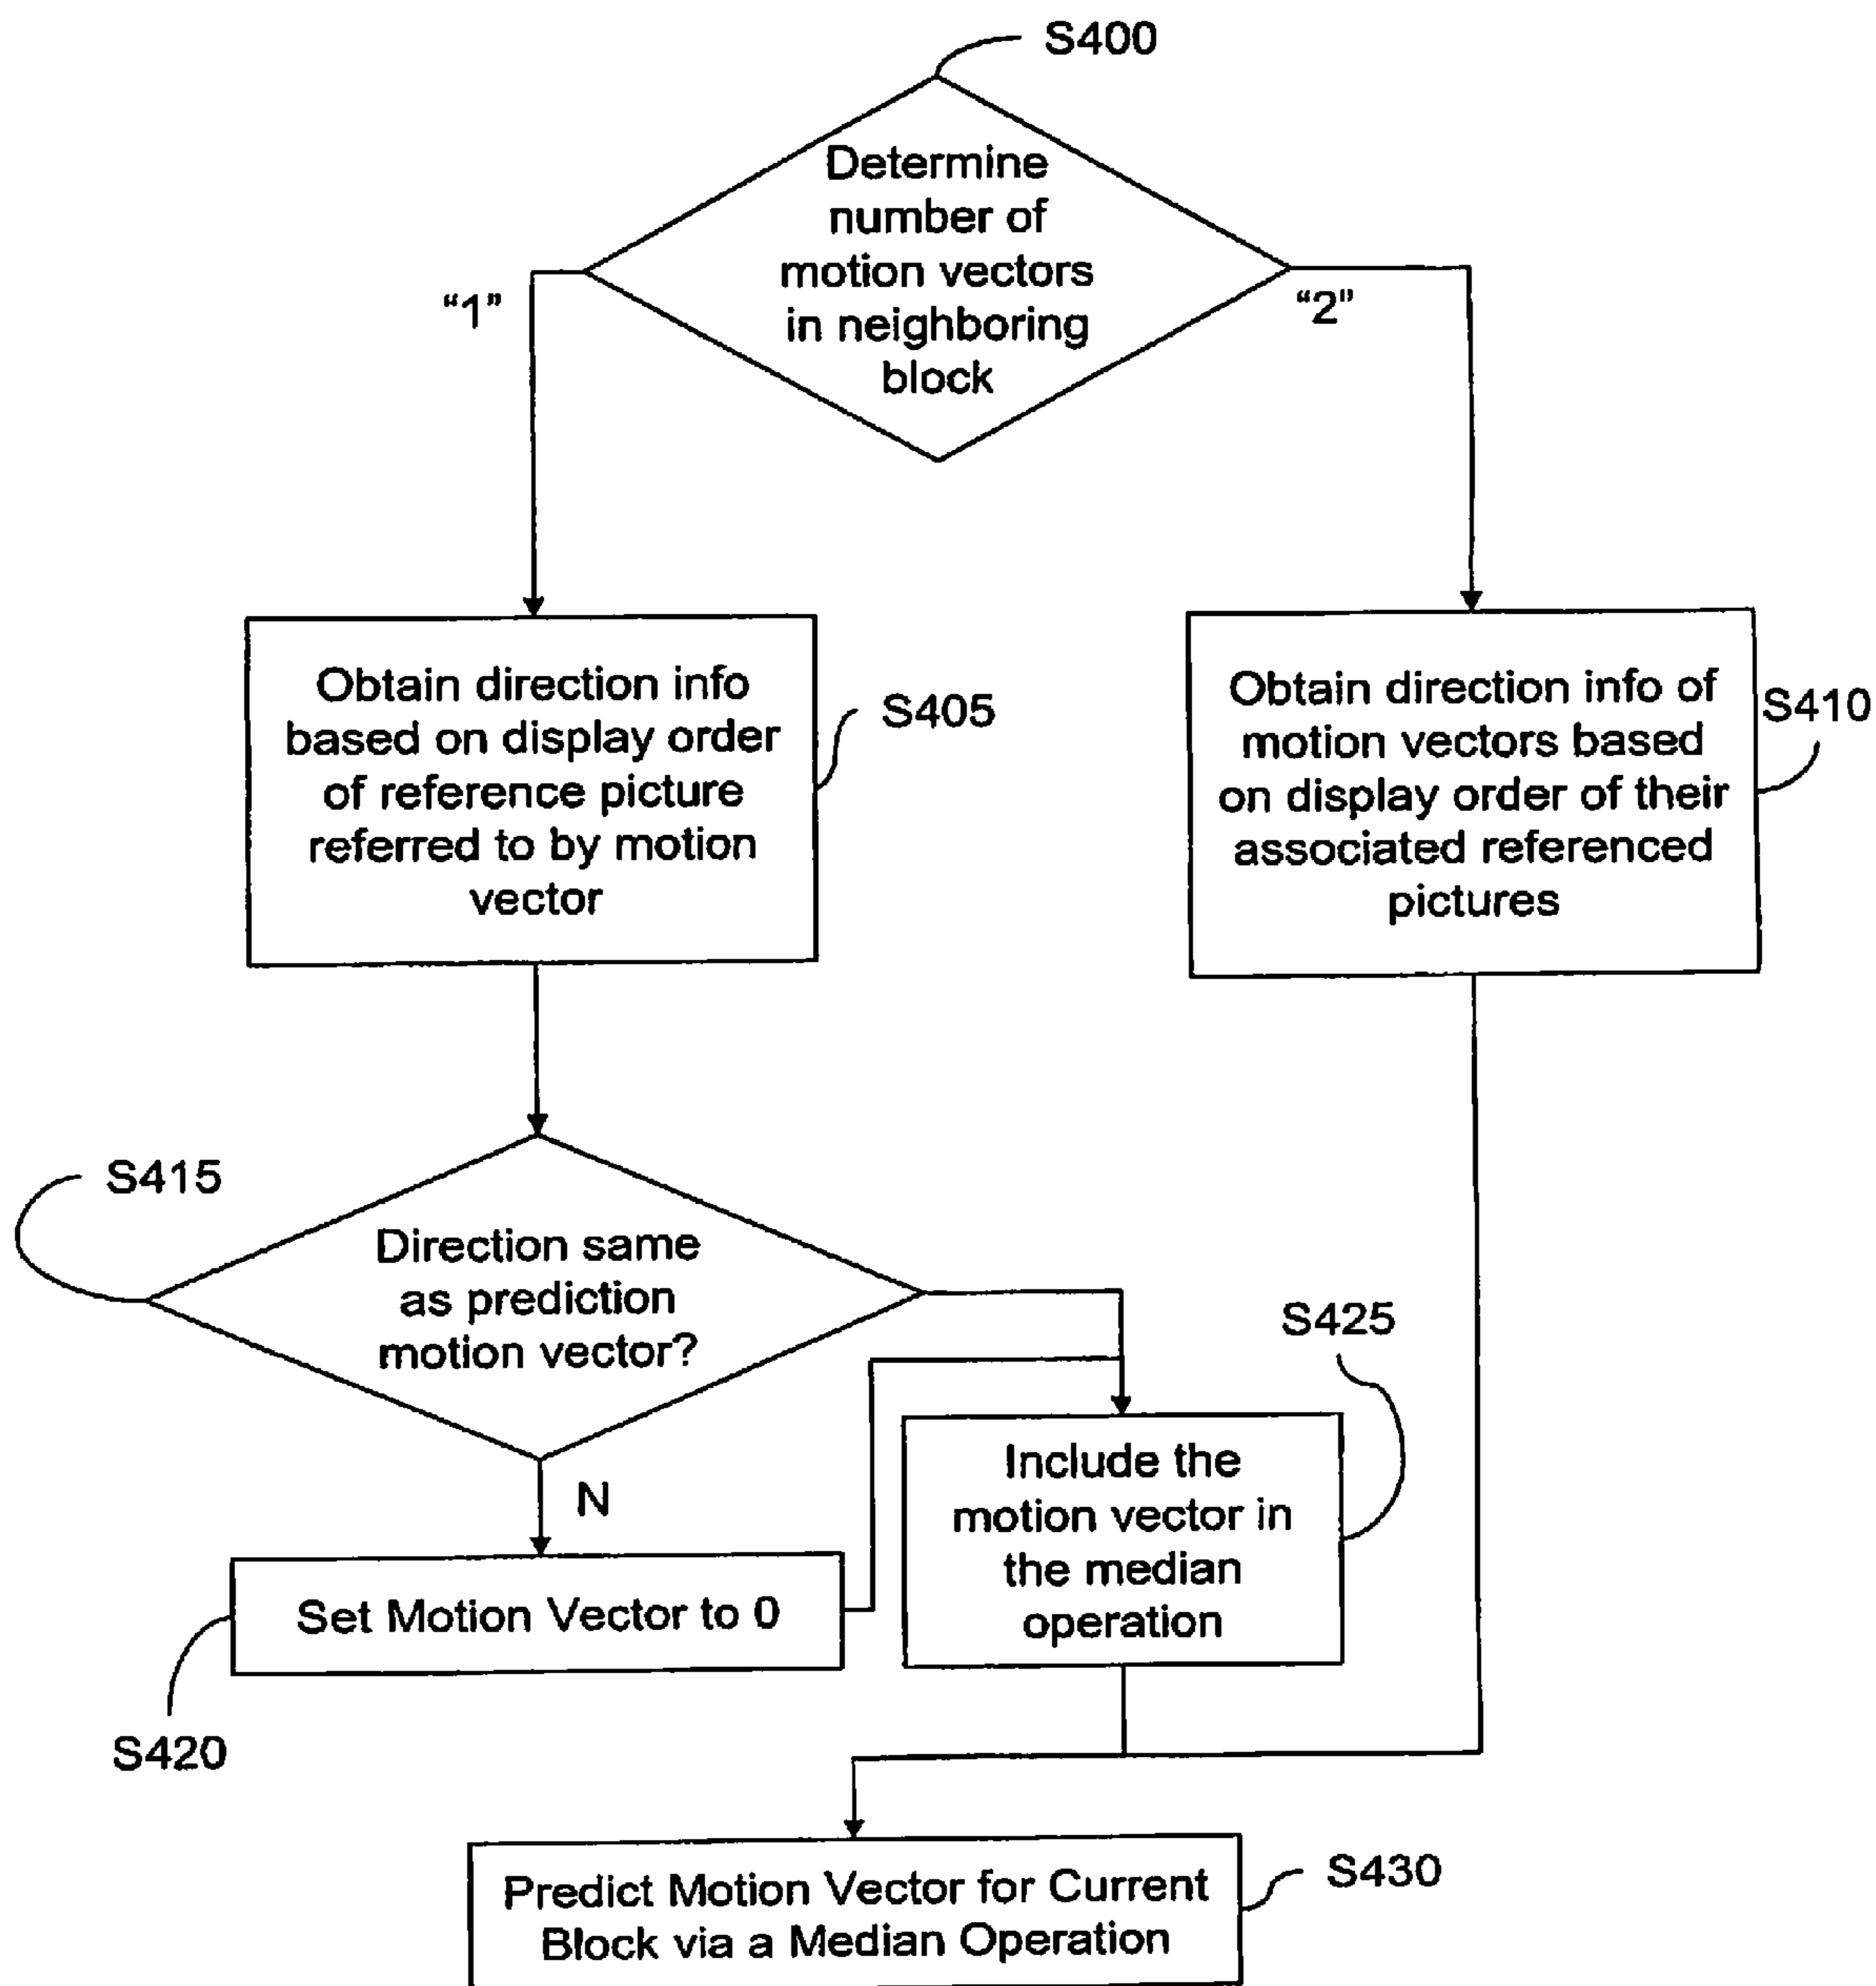 S400
Determine
number of
motion vectors
in neighboring
block
“1”
“2”
Obtain direction info
based on display order
of reference picture
referred to by motion
vector
S405
Obtain direction info of
motion vectors based
on display order of their
associated referenced
pictures
S410
S415
Direction same
as prediction
motion vector?
N
S425
Include the
motion vector in
the median
operation
Set Motion Vector to 0
S420
Predict Motion Vector for Current
Block via a Median Operation
S430